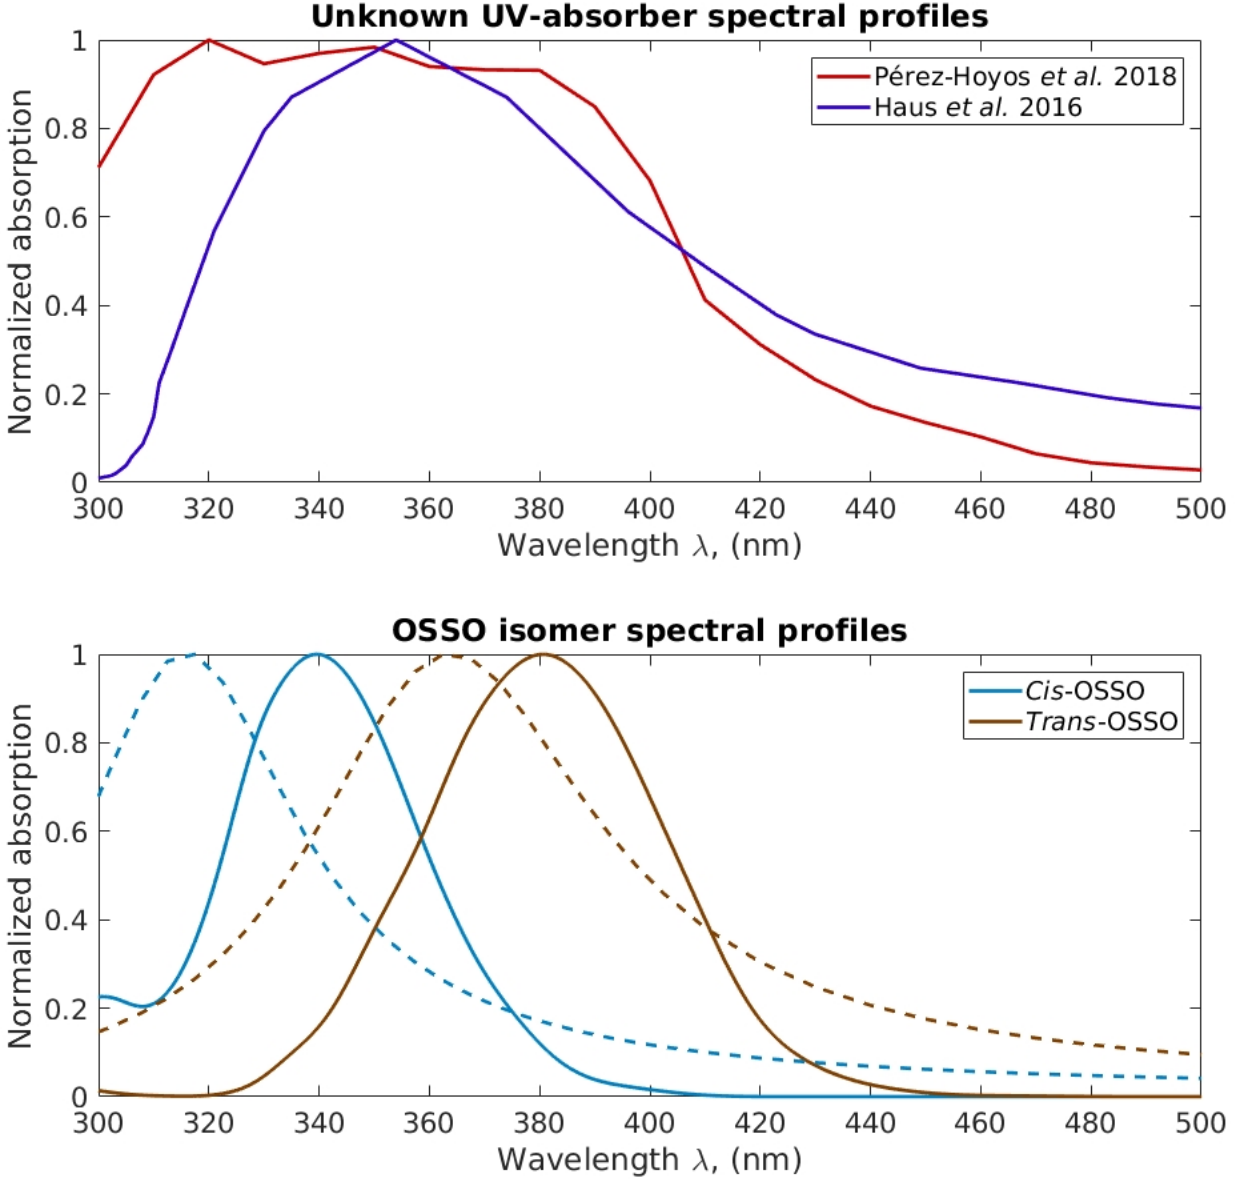 Unknown UV-absorber spectral profiles
Normalized absorption
1
0.8
0.6
0.4
0.2
0
Pérez-Hoyos et al. 2018
Haus et al. 2016
300 320 340 360 380 400 420 440 460 480 500
Wavelength λ, (nm)
OSSO isomer spectral profiles
Normalized absorption
1
0.8
0.6
0.4
0.2
0
Cis-OSSO
Trans-OSSO
300 320 340 360 380 400 420 440 460 480 500
Wavelength λ, (nm)